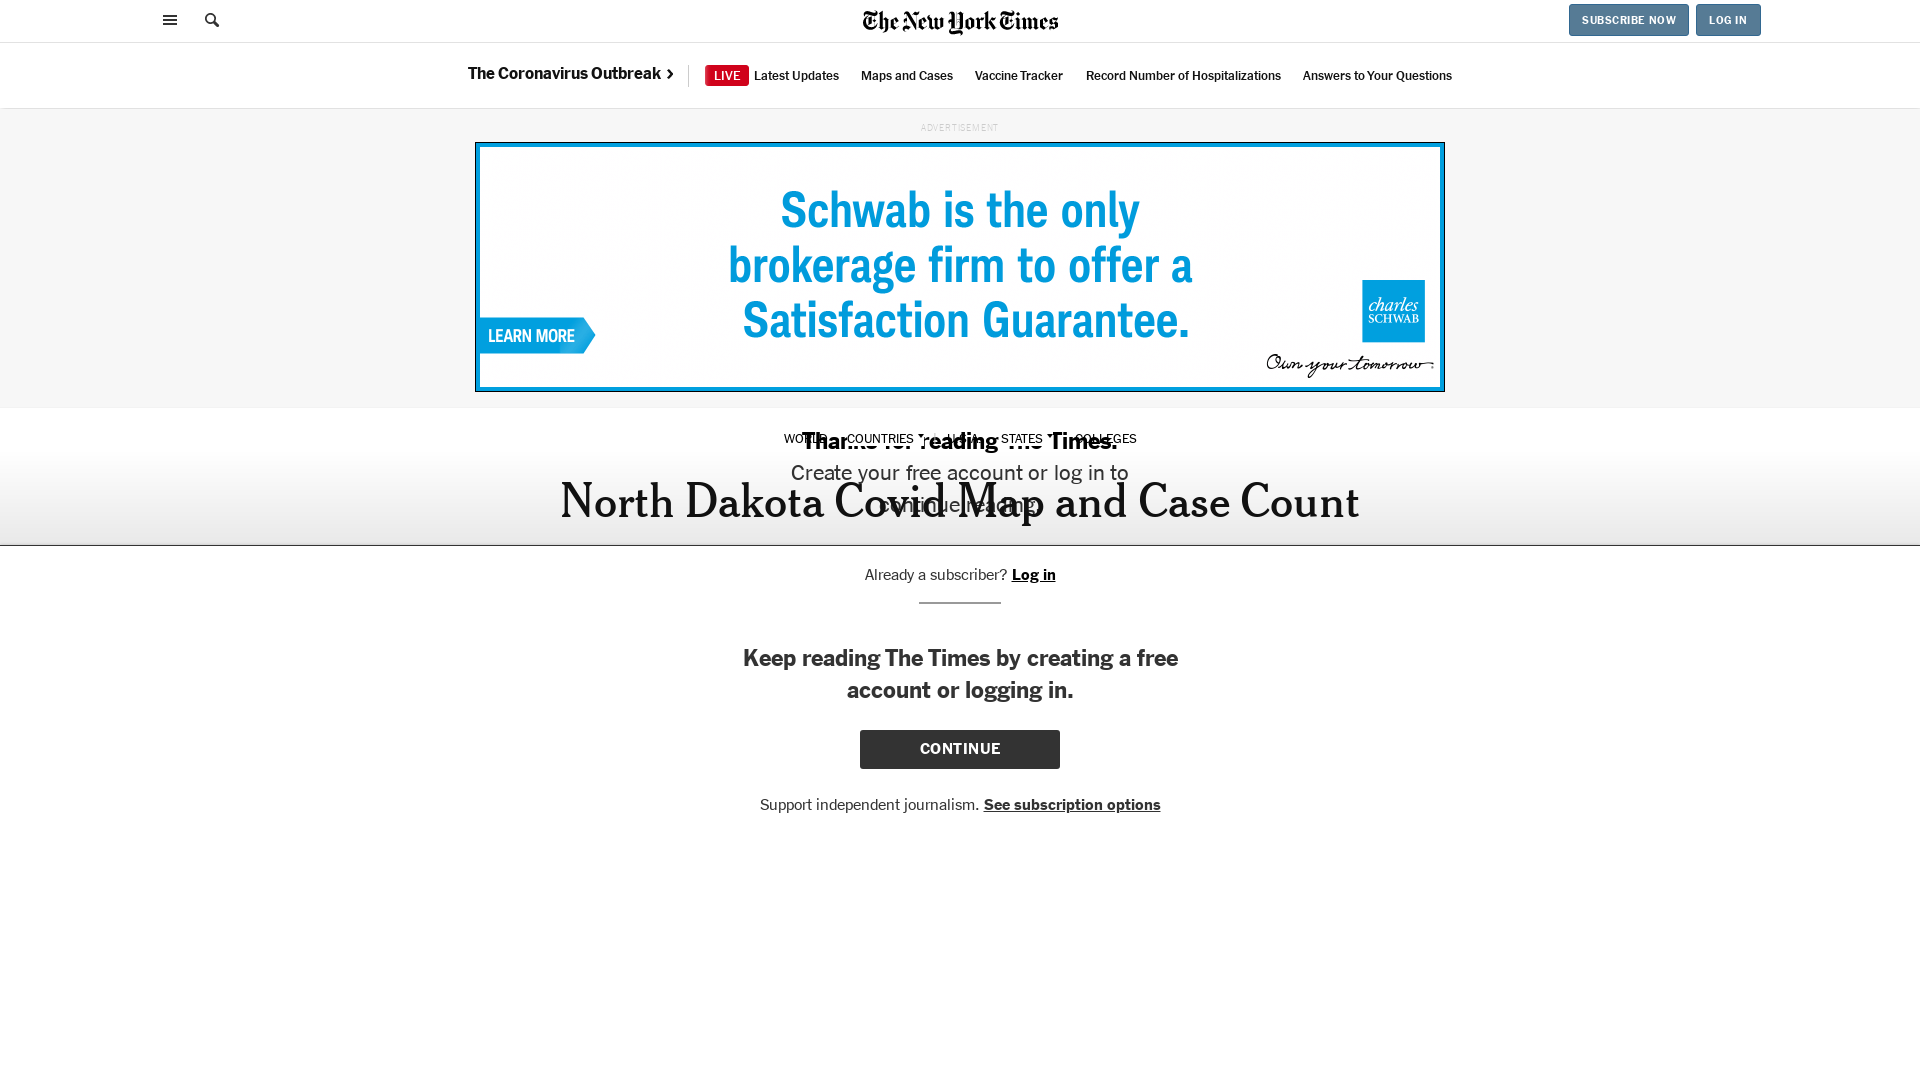 The New York Times
SUBSCRIBE NOW
LOG IN
The Coronavirus Outbreak
LIVE Latest Updates
Maps and Cases
Vaccine Tracker
Record Number of Hospitalizations
Answers to Your Questions
ADVERTISEMENT
Schwab is the only
brokerage firm to offer a
Satisfaction Guarantee.
LEARN MORE
charles
SCHWAB
Own your tomorrow
WORLD
COUNTRIES
U.S.A.
STATES
COLLEGES
Thanks for reading The Times.
Create your free account or log in to
continue reading.
North Dakota Covid Map and Case Count
Already a subscriber? Log in
Keep reading The Times by creating a free
account or logging in.
CONTINUE
Support independent journalism. See subscription options